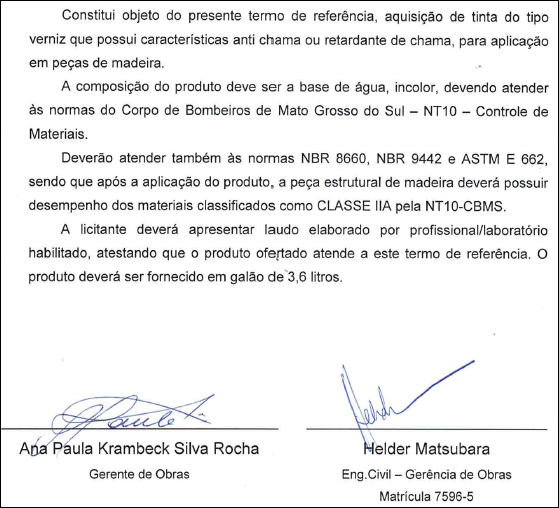 Constitui objeto do presente termo de referência, aquisição de tinta do tipo
verniz que possui características anti chama ou retardante de chama, para aplicação
em peças de madeira.
A composição do produto deve ser a base de água, incolor, devendo atender
às normas do Corpo de Bombeiros de Mato Grosso do Sul – NT10 – Controle de
Materiais.
Deverão atender também às normas NBR 8660, NBR 9442 e ASTM E 662,
sendo que após a aplicação do produto, a peça estrutural de madeira deverá possuir
desempenho dos materiais classificados como CLASSE IIA pela NT10-CBMS.
A licitante deverá apresentar laudo elaborado por profissional/laboratório
habilitado, atestando que o produto ofertado atende a este termo de referência. O
produto deverá ser fornecido em galão de 3,6 litros.
Ana Paula Krambeck Silva Rocha
Gerente de Obras
Helder Matsubara
Eng.Civil – Gerência de Obras
Matrícula 7596-5